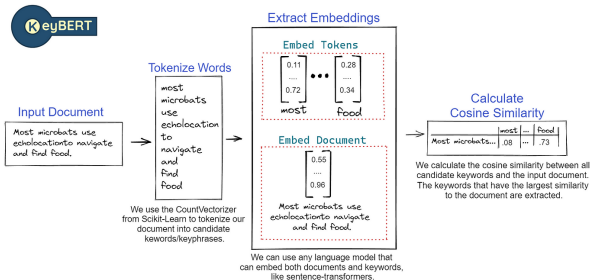 KeyBERT
Input Document
Most microbats use
echolocationto navigate
and find food.
Tokenize Words
most
microbats
use
echolocation
to
navigate
and
find
food
We use the CountVectorizer
from Scikit-Learn to tokenize our
document into candidate
kewords/keyphrases.
Extract Embeddings
Embed Tokens
0.11 0.28
.... ....
0.72 0.34
most food
Embed Document
0.55
....
0.96
Most microbats use
echolocationto navigate
and find food.
We can use any language model that
can embed both documents and keywords,
like sentence-transformers.
Calculate
Cosine Similarity
most ... food
Most microbats... .08 ... .73
We calculate the cosine similarity between all
candidate keywords and the input document.
The keywords that have the largest similarity
to the document are extracted.